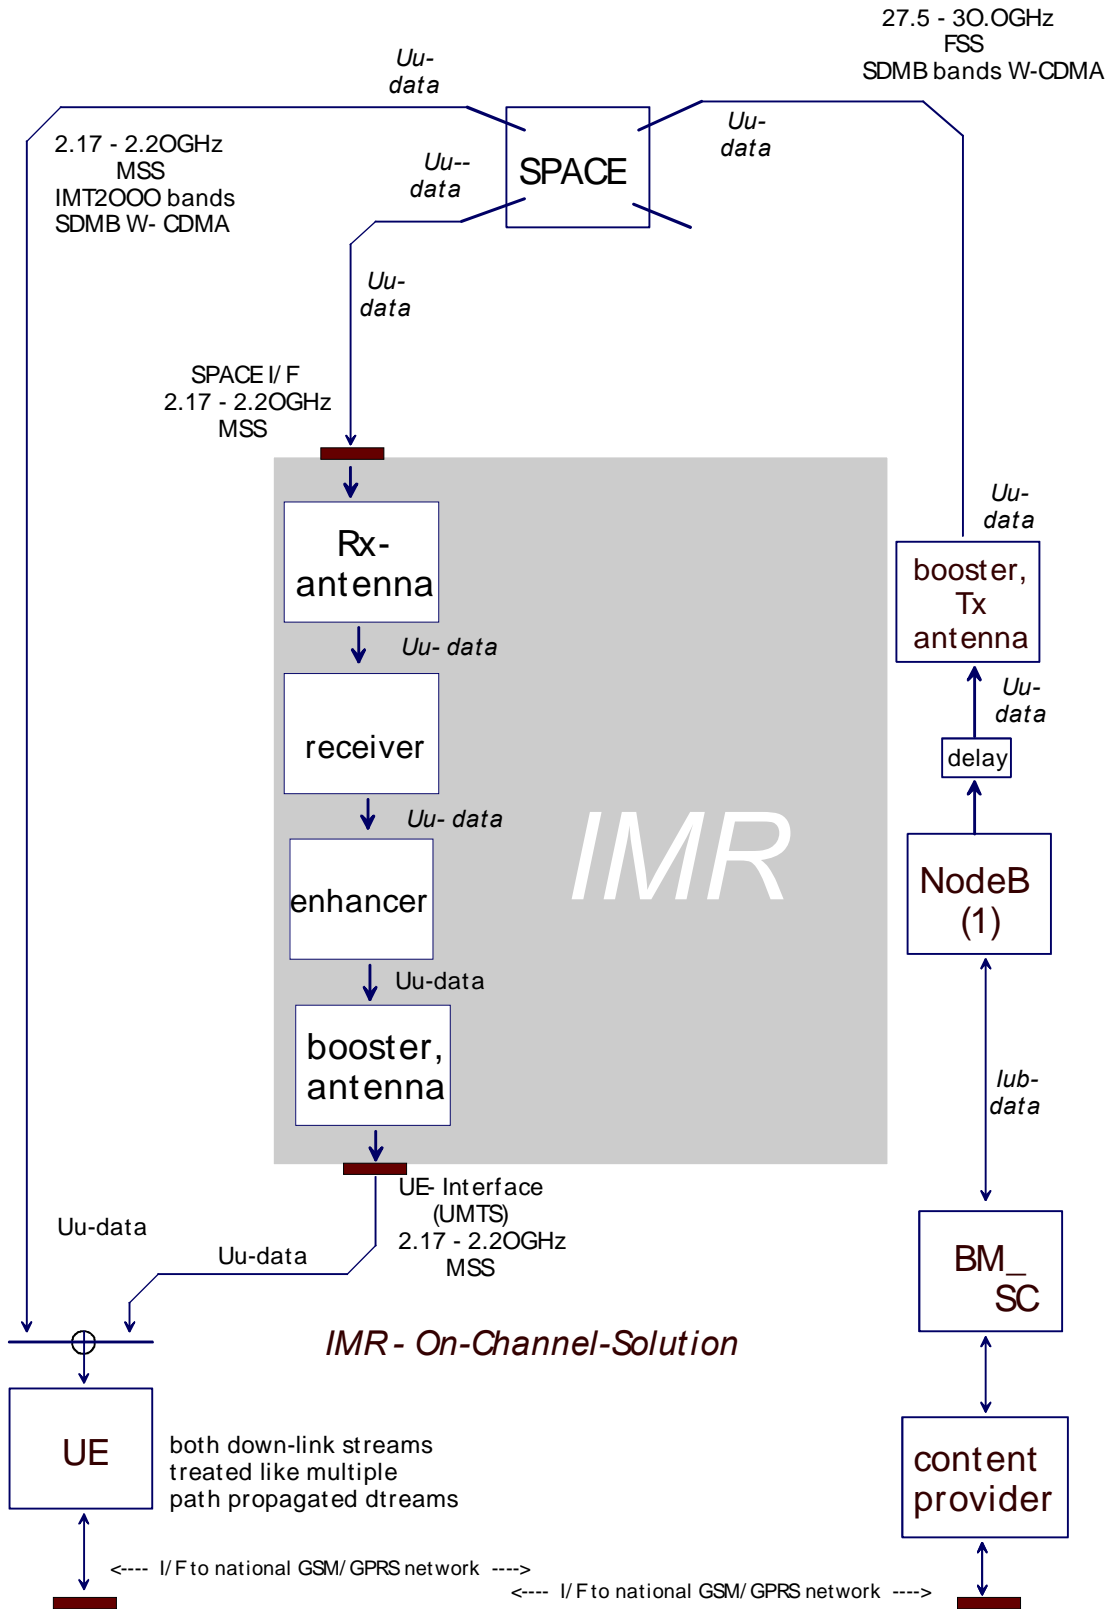 27.5 - 3O.OGHz
FSS
SDMB bands W-CDMA
Uu-
data
2.17 - 2.2OGHz
MSS
IMT2OOO bands
SDMB W- CDMA
Uu--
data
SPACE
Uu-
data
Uu-
data
SPACE I/ F
2.17 - 2.2OGHz
MSS
Rx-
antenna
Uu- data
receiver
Uu- data
enhancer
Uu-data
booster,
antenna
IMR
Uu-
data
booster,
Tx
antenna
Uu-
data
delay
NodeB
(1)
Iub-
data
BM_
SC
content
provider
UE- Interface
(UMTS)
2.17 - 2.2OGHz
MSS
Uu-data
Uu-data
IMR - On-Channel-Solution
UE
both down-link streams
treated like multiple
path propagated dtreams
<---- I/ F to national GSM/ GPRS network ---->
<---- I/ F to national GSM/ GPRS network ---->